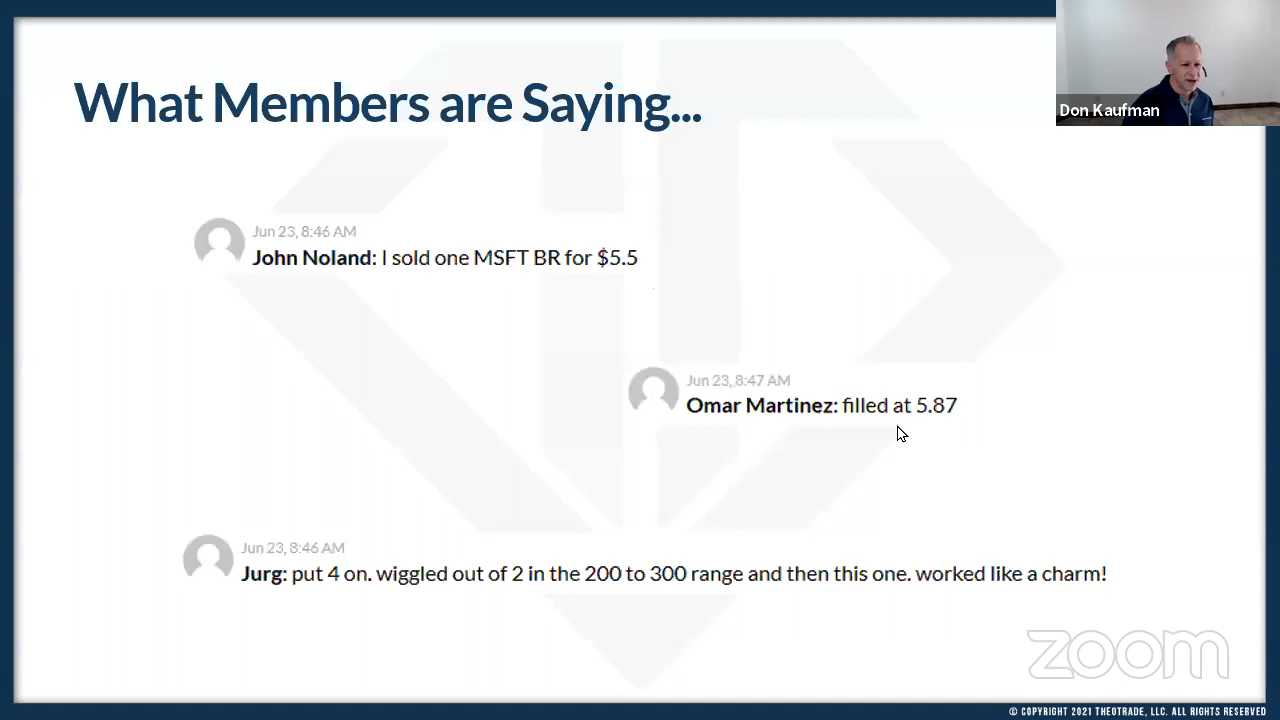 What Members are Saying...
Don Kaufman
Jun 23, 8:46 AM
John Noland: I sold one MSFT BR for $5.5
Jun 23, 8:47 AM
Omar Martinez: filled at 5.87
Jun 23, 8:46 AM
Jurg: put 4 on. wiggled out of 2 in the 200 to 300 range and then this one. worked like a charm!
zoom
© COPYRIGHT 2021 THEOTRADE, LLC. ALL RIGHTS RESERVED